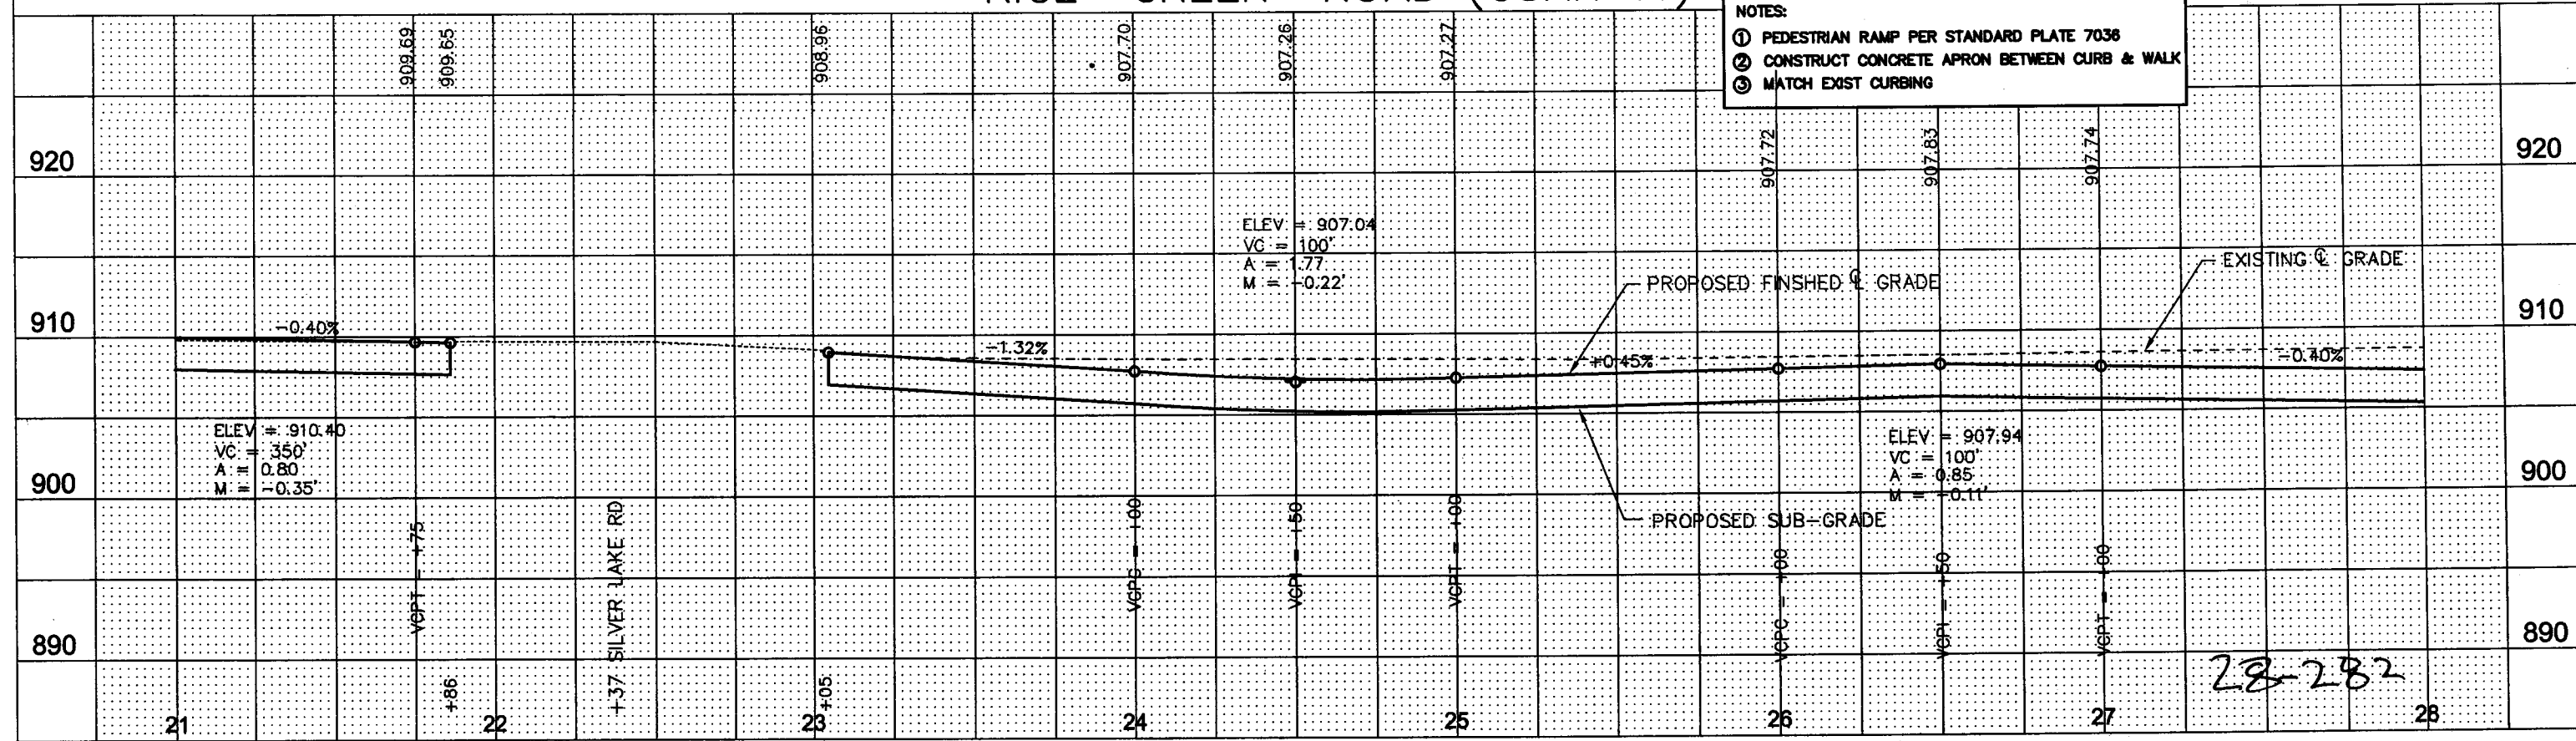 NOTES:
① PEDESTRIAN RAMP PER STANDARD PLATE 7036
② CONSTRUCT CONCRETE APRON BETWEEN CURB & WALK
③ MATCH EXIST CURBING
909.69
909.65
908.96
907.70
907.26
907.27
907.72
907.83
907.74
920
920
ELEV = 907.04
VC = 100'
A = 1.77
M = -0.22'
PROPOSED FINSHED ℄ GRADE
EXISTING ℄ GRADE
910
910
-0.40%
-1.32%
+0.45%
-0.40%
ELEV = 910.40
VC = 350'
A = 0.80
M = -0.35'
ELEV = 907.94
VC = 100'
A = 0.85
M = -0.11'
900
900
PROPOSED SUB-GRADE
VCPT - +75
+37 SILVER LAKE RD
VCPC = +00
VCPI = +50
VCPT = +00
VCPC = +00
VCPI = +50
VCPT = +00
890
890
28-282
+86
+05
21
22
23
24
25
26
27
28